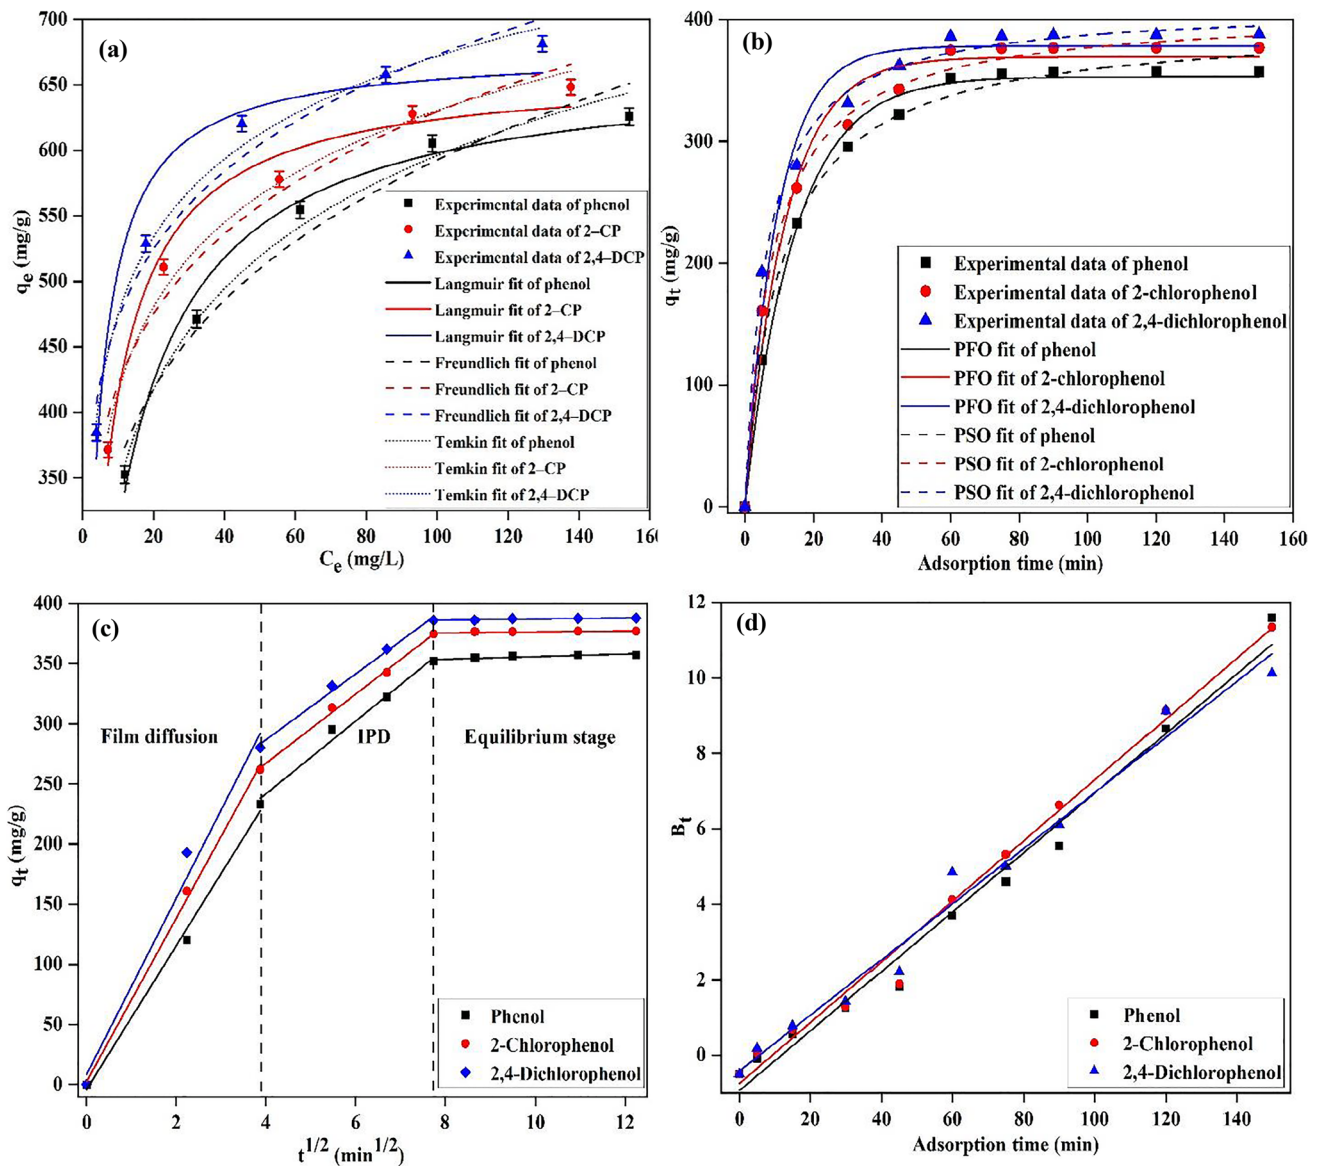 (a)
700
650
600
550
500
450
400
350
qe (mg/g)
0 20 40 60 80 100 120 140 16
Ce (mg/L)
Experimental data of phenol
Experimental data of 2–CP
Experimental data of 2,4–DCP
Langmuir fit of phenol
Langmuir fit of 2–CP
Langmuir fit of 2,4–DCP
Freundlich fit of phenol
Freundlich fit of 2–CP
Freundlich fit of 2,4–DCP
Temkin fit of phenol
Temkin fit of 2–CP
Temkin fit of 2,4–DCP
(b)
400
300
200
100
0
qt (mg/g)
0 20 40 60 80 100 120 140 160
Adsorption time (min)
Experimental data of phenol
Experimental data of 2-chlorophenol
Experimental data of 2,4-dichlorophenol
PFO fit of phenol
PFO fit of 2-chlorophenol
PFO fit of 2,4-dichlorophenol
PSO fit of phenol
PSO fit of 2-chlorophenol
PSO fit of 2,4-dichlorophenol
(c)
400
350
300
250
200
150
100
50
0
qt (mg/g)
Film diffusion IPD Equilibrium stage
Phenol
2-Chlorophenol
2,4-Dichlorophenol
0 2 4 6 8 10 12
t1/2 (min1/2)
(d)
12
10
8
6
4
2
0
Bt
Phenol
2-Chlorophenol
2,4-Dichlorophenol
0 20 40 60 80 100 120 140
Adsorption time (min)